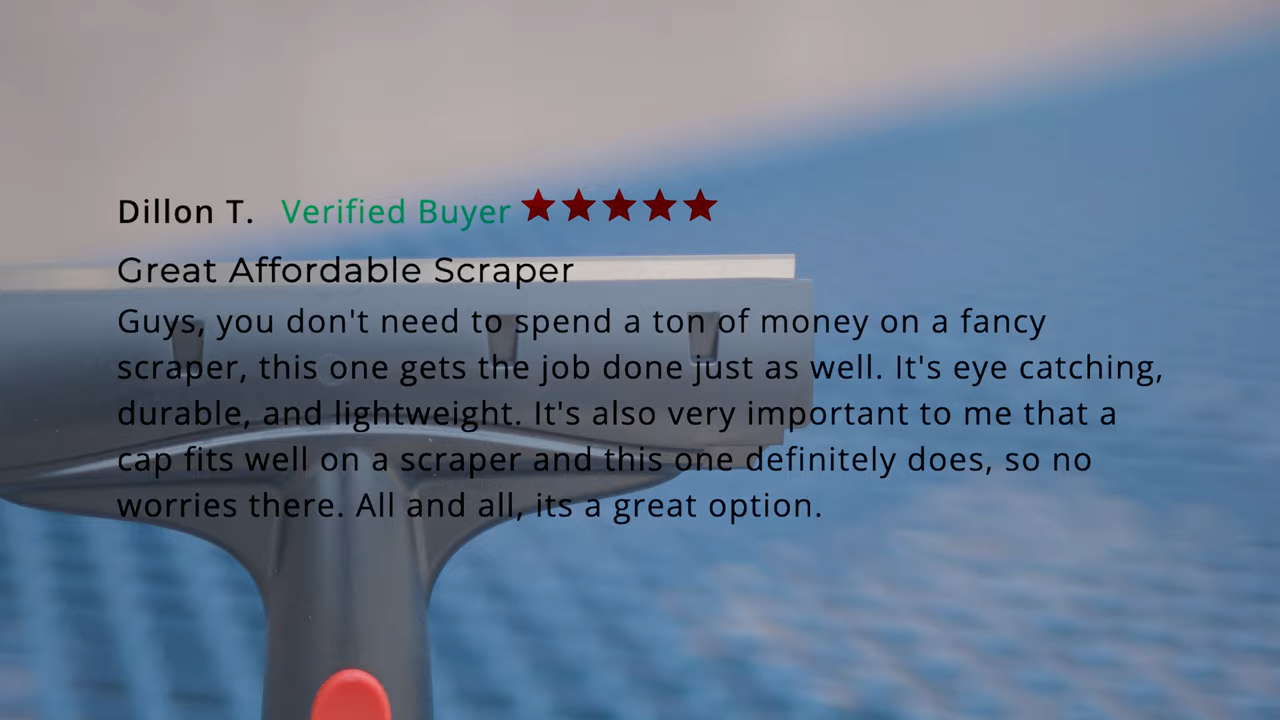 Dillon T. Verified Buyer ★★★★★
Great Affordable Scraper
Guys, you don't need to spend a ton of money on a fancy
scraper, this one gets the job done just as well. It's eye catching,
durable, and lightweight. It's also very important to me that a
cap fits well on a scraper and this one definitely does, so no
worries there. All and all, its a great option.